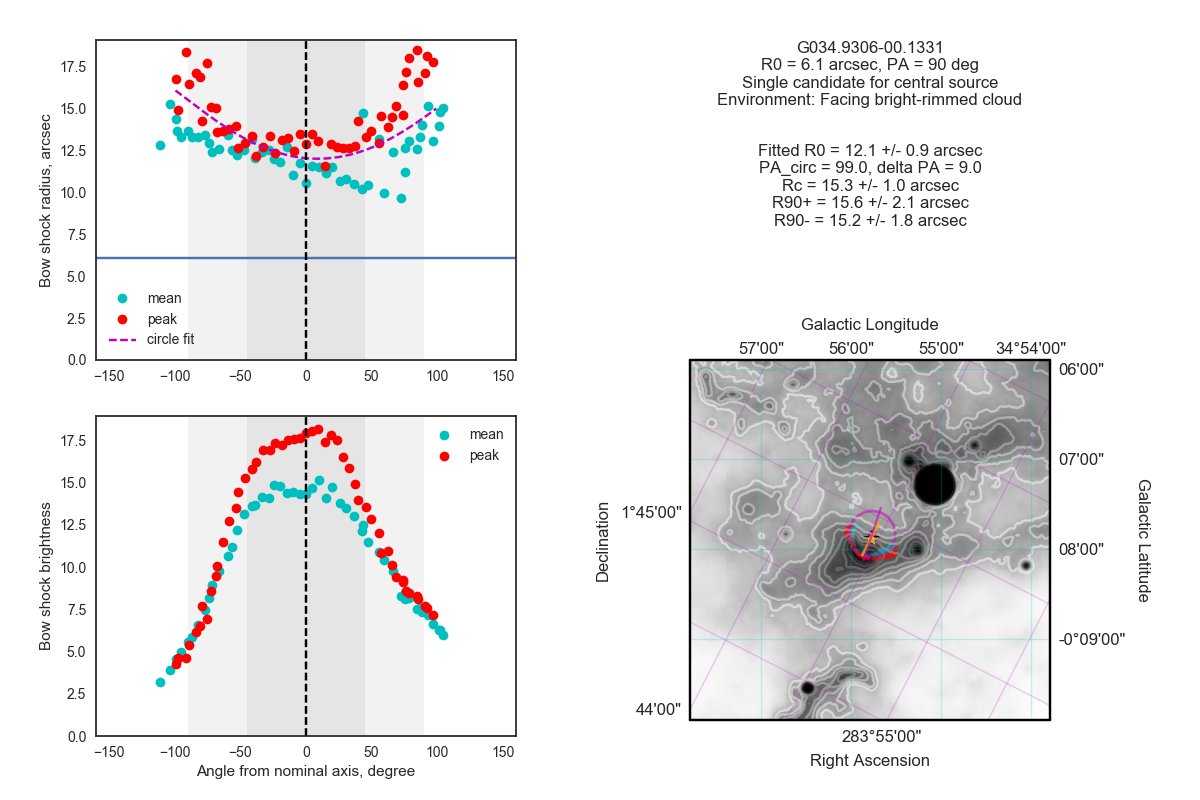 G034.9306-00.1331
R0 = 6.1 arcsec, PA = 90 deg
Single candidate for central source
Environment: Facing bright-rimmed cloud
Fitted R0 = 12.1 +/- 0.9 arcsec
PA_circ = 99.0, delta PA = 9.0
Rc = 15.3 +/- 1.0 arcsec
R90+ = 15.6 +/- 2.1 arcsec
R90- = 15.2 +/- 1.8 arcsec
Bow shock radius, arcsec
17.5
15.0
12.5
10.0
7.5
5.0
2.5
0.0
mean
peak
circle fit
−150
−100
−50
0
50
100
150
Bow shock brightness
17.5
15.0
12.5
10.0
7.5
5.0
2.5
0.0
mean
peak
−150
−100
−50
0
50
100
150
Angle from nominal axis, degree
Galactic Longitude
57'00"
56'00"
55'00"
34°54'00"
06'00"
07'00"
08'00"
-0°09'00"
Galactic Latitude
Declination
1°45'00"
44'00"
283°55'00"
Right Ascension